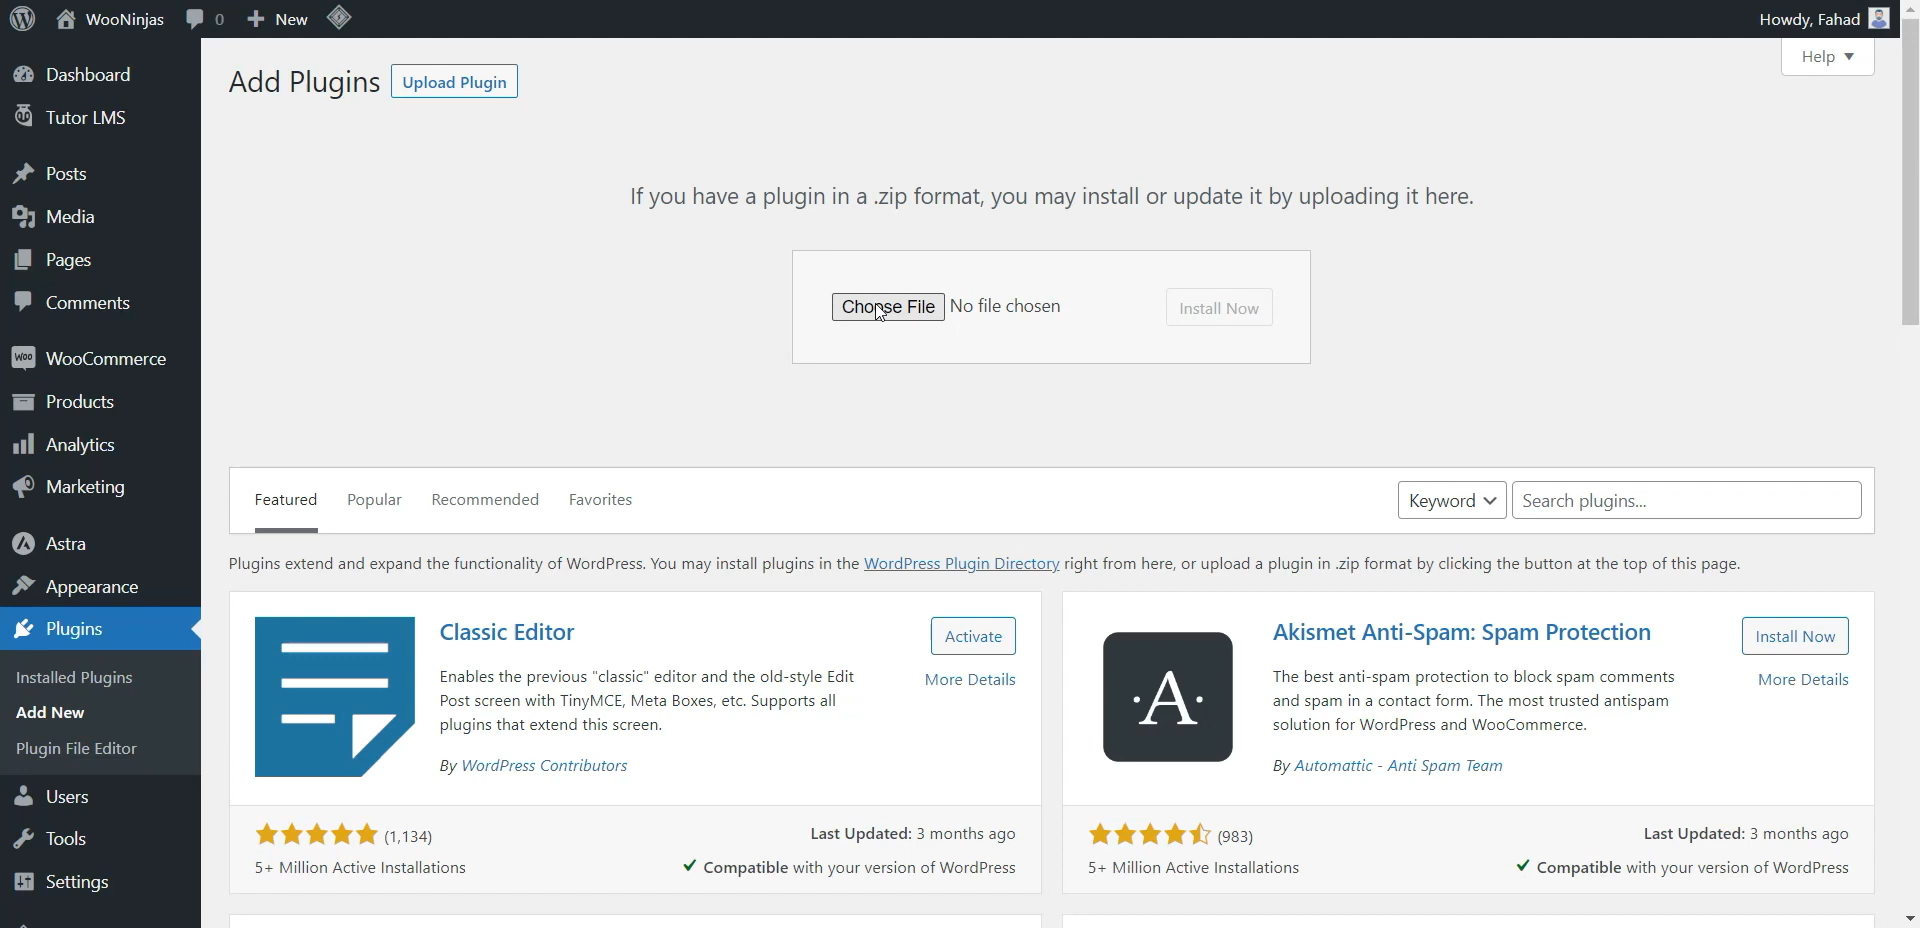 WooNinjas 0 New Howdy, Fahad
Help
Dashboard
Tutor LMS
Posts
Media
Pages
Comments
WooCommerce
Products
Analytics
Marketing
Astra
Appearance
Plugins
Installed Plugins
Add New
Plugin File Editor
Users
Tools
Settings
Add Plugins Upload Plugin
If you have a plugin in a .zip format, you may install or update it by uploading it here.
Choose File No file chosen Install Now
Featured Popular Recommended Favorites Keyword Search plugins...
Plugins extend and expand the functionality of WordPress. You may install plugins in the WordPress Plugin Directory right from here, or upload a plugin in .zip format by clicking the button at the top of this page.
Classic Editor
Activate
More Details
Enables the previous "classic" editor and the old-style Edit
Post screen with TinyMCE, Meta Boxes, etc. Supports all
plugins that extend this screen.
By WordPress Contributors
(1,134)
Last Updated: 3 months ago
5+ Million Active Installations
Compatible with your version of WordPress
·A·
Akismet Anti-Spam: Spam Protection
Install Now
More Details
The best anti-spam protection to block spam comments
and spam in a contact form. The most trusted antispam
solution for WordPress and WooCommerce.
By Automattic - Anti Spam Team
(983)
Last Updated: 3 months ago
5+ Million Active Installations
Compatible with your version of WordPress